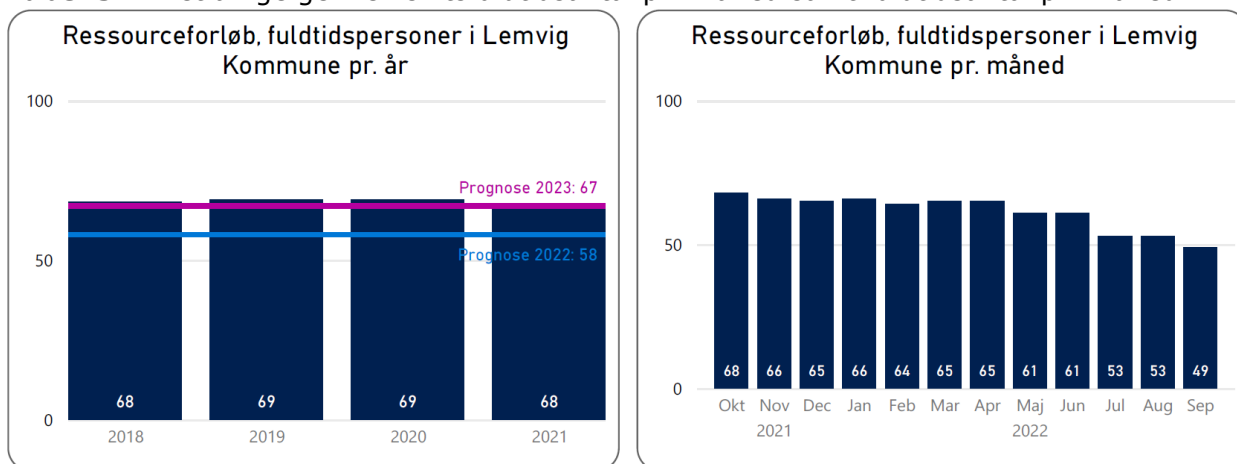 Ressourceforløb, fuldtidspersoner i Lemvig
Kommune pr. år
100
Prognose 2023: 67
Prognose 2022: 58
50
68 69 69 68
0
2018 2019 2020 2021
Ressourceforløb, fuldtidspersoner i Lemvig
Kommune pr. måned
100
50
68 66 65 66 64 65 65 61 61 53 53 49
0
Okt Nov Dec Jan Feb Mar Apr Maj Jun Jul Aug Sep
2021 2022